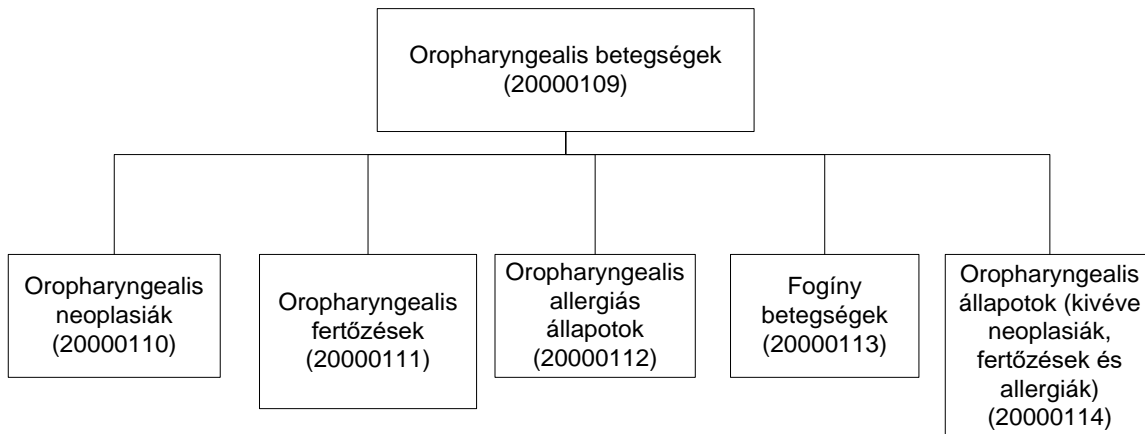 Oropharyngealis betegségek
(20000109)
Oropharyngealis
neoplasiák
(20000110)
Oropharyngealis
fertőzések
(20000111)
Oropharyngealis
allergiás
állapotok
(20000112)
Fogíny
betegségek
(20000113)
Oropharyngealis
állapotok (kivéve
neoplasiák,
fertőzések és
allergiák)
(20000114)